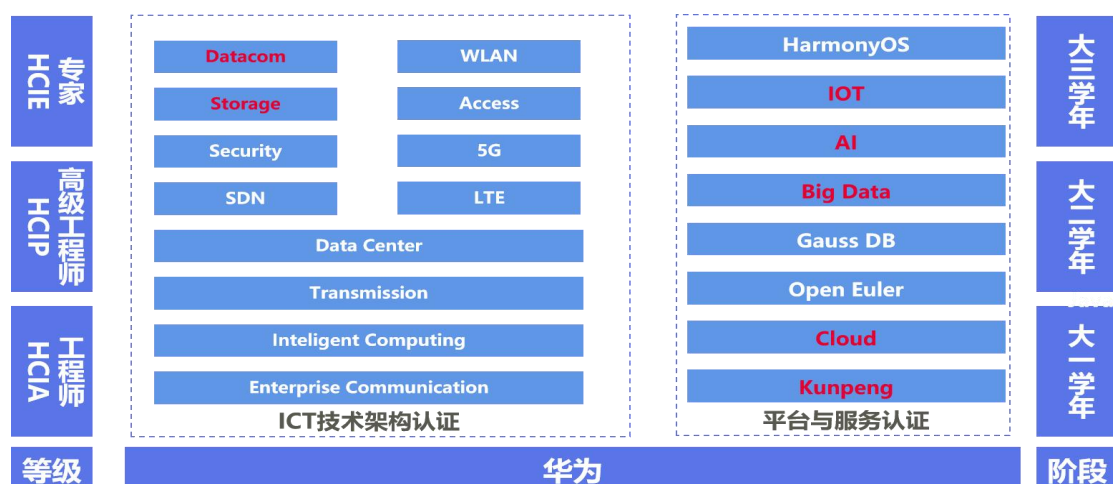 专家
HCIE
高级工程师
HCIP
工程师
HCIA
等级
Datacom
WLAN
Storage
Access
Security
5G
SDN
LTE
Data Center
Transmission
Inteligent Computing
Enterprise Communication
ICT技术架构认证
HarmonyOS
IOT
AI
Big Data
Gauss DB
Open Euler
Cloud
Kunpeng
平台与服务认证
华为
大三学年
大二学年
大一学年
阶段